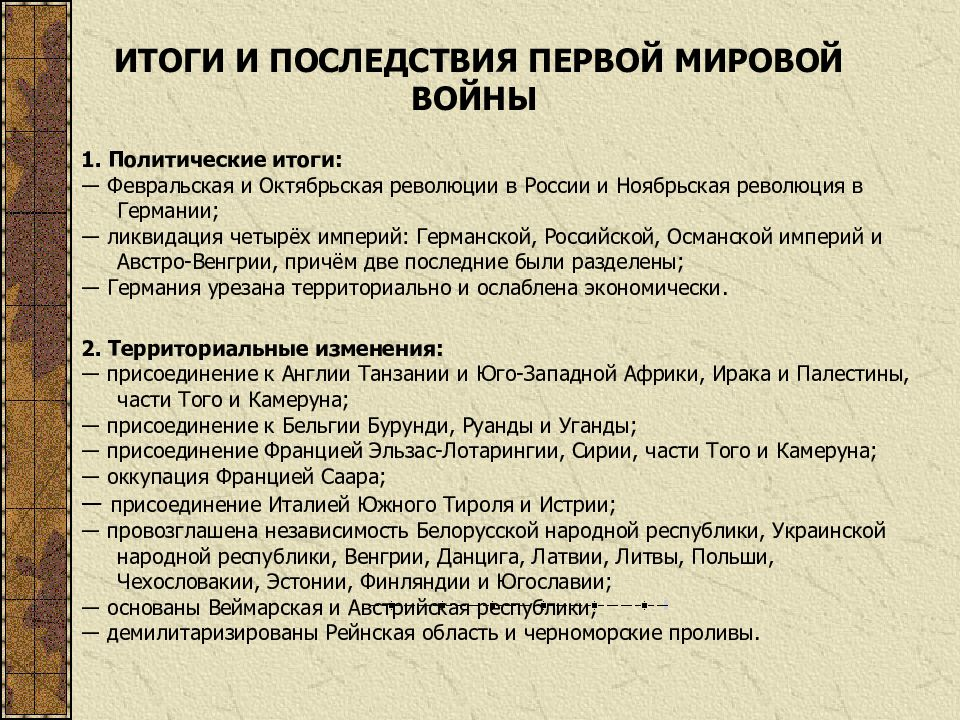 ИТОГИ И ПОСЛЕДСТВИЯ ПЕРВОЙ МИРОВОЙ
ВОЙНЫ
1. Политические итоги:
— Февральская и Октябрьская революции в России и Ноябрьская революция в
Германии;
— ликвидация четырёх империй: Германской, Российской, Османской империй и
Австро-Венгрии, причём две последние были разделены;
— Германия урезана территориально и ослаблена экономически.
2. Территориальные изменения:
— присоединение к Англии Танзании и Юго-Западной Африки, Ирака и Палестины,
части Того и Камеруна;
— присоединение к Бельгии Бурунди, Руанды и Уганды;
— присоединение Францией Эльзас-Лотарингии, Сирии, части Того и Камеруна;
— оккупация Францией Саара;
— присоединение Италией Южного Тироля и Истрии;
— провозглашена независимость Белорусской народной республики, Украинской
народной республики, Венгрии, Данцига, Латвии, Литвы, Польши,
Чехословакии, Эстонии, Финляндии и Югославии;
— основаны Веймарская и Австрийская республики;
— демилитаризированы Рейнская область и черноморские проливы.